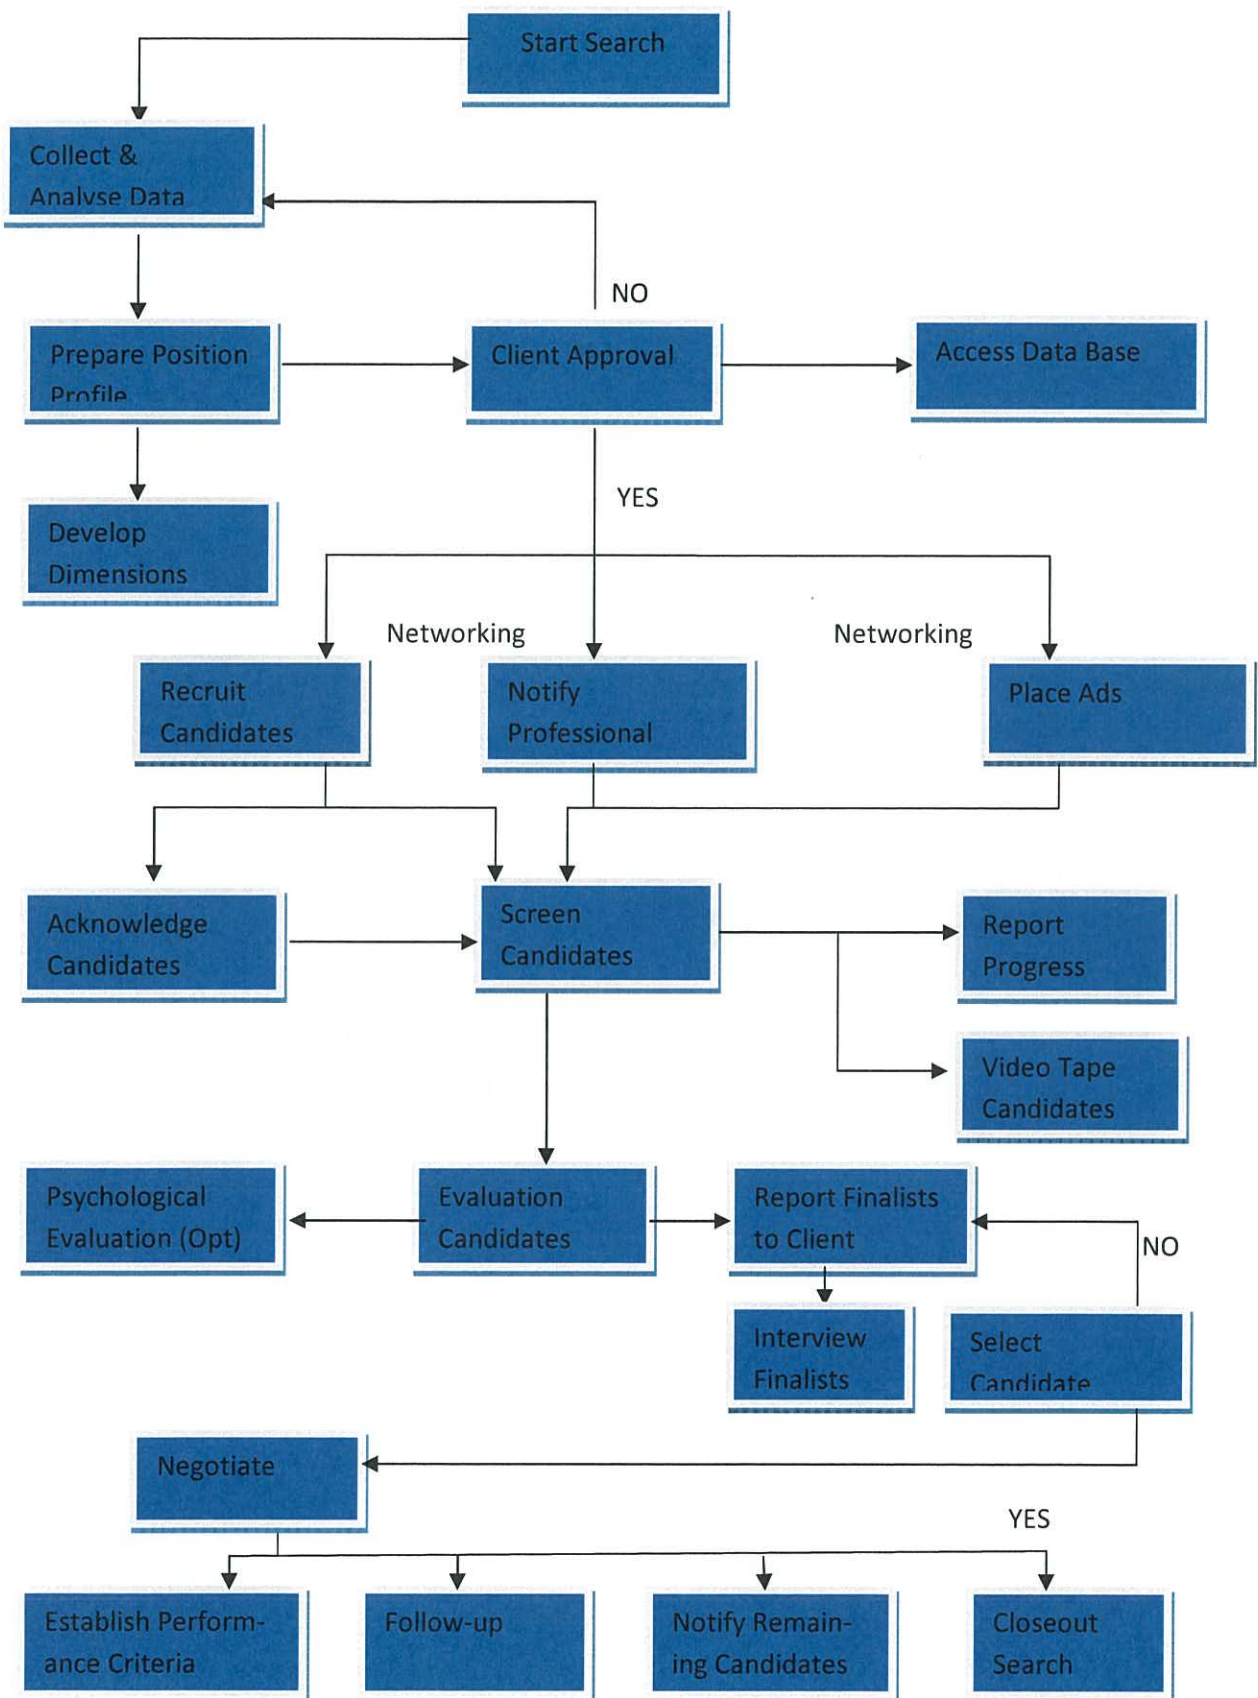 Start Search
Collect &
Analyse Data
NO
Prepare Position
Profile
Client Approval
Access Data Base
YES
Develop
Dimensions
Networking
Networking
Recruit
Candidates
Notify
Professional
Place Ads
Acknowledge
Candidates
Screen
Candidates
Report
Progress
Video Tape
Candidates
Psychological
Evaluation (Opt)
Evaluation
Candidates
Report Finalists
to Client
NO
Interview
Finalists
Select
Candidate
Negotiate
YES
Establish Perform-
ance Criteria
Follow-up
Notify Remain-
ing Candidates
Closeout
Search